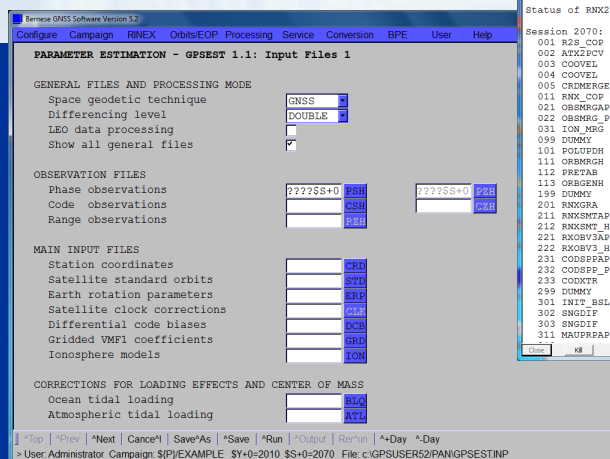 Bernese GNSS Software Version 5.2
Configure Campaign RINEX Orbits/EOP Processing Service Conversion BPE User Help
PARAMETER ESTIMATION - GPSEST 1.1: Input Files 1
GENERAL FILES AND PROCESSING MODE
Space geodetic technique GNSS
Differencing level DOUBLE
LEO data processing
Show all general files
OBSERVATION FILES
Phase observations ????$S+0 PSH ????$S+0 PZH
Code observations CSH CZH
Range observations RZH
MAIN INPUT FILES
Station coordinates CRD
Satellite standard orbits STD
Earth rotation parameters ERP
Satellite clock corrections CLK
Differential code biases DCB
Gridded VMF1 coefficients GRD
Ionosphere models ION
CORRECTIONS FOR LOADING EFFECTS AND CENTER OF MASS
Ocean tidal loading BLQ
Atmospheric tidal loading ATL
^Top | ^Prev | ^Next | Cance^l | Save^As | ^Save | ^Run | ^Output | Rer^un | ^+Day ^-Day
> User: Administrator Campaign: ${P}/EXAMPLE $Y+0=2010 $S+0=2070 File: c:\GPSUSER52/PAN\GPSEST.INP
Status of RNX2
Session 2070:
001 R2S_COP
002 ATX2PCV
003 COOVEL
004 COOVEL
005 CRDMERGE
011 RNX_COP
021 OBSMRGAP
022 OBSMRG_P
031 ION_MRG
099 DUMMY
101 POLUPDH
111 ORBMRGH
112 PRETAB
113 ORBGENH
199 DUMMY
201 RNXGRA
211 RNXSMTAP
212 RNXSMT_H
221 RXOBV3AP
222 RXOBV3_H
231 CODSPPAP
232 CODSPP_P
233 CODXTR
299 DUMMY
301 INIT_BSL
302 SNGDIF
303 SNGDIF
311 MAUPRPAP
Close Kill